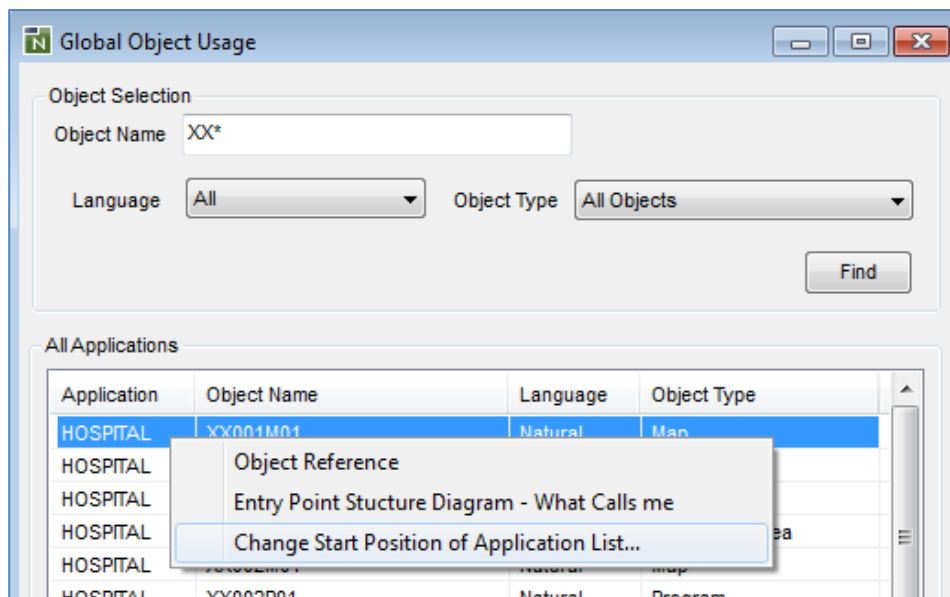 N Global Object Usage
Object Selection
Object Name XX*
Language All Object Type All Objects
Find
All Applications
Application Object Name Language Object Type
HOSPITAL XX001M01 Natural Map
HOSPITAL Object Reference
HOSPITAL Entry Point Stucture Diagram - What Calls me
HOSPITAL Change Start Position of Application List... ea
HOSPITAL XX002M01 Natural Map
HOSPITAL XX002P01 Natural Program